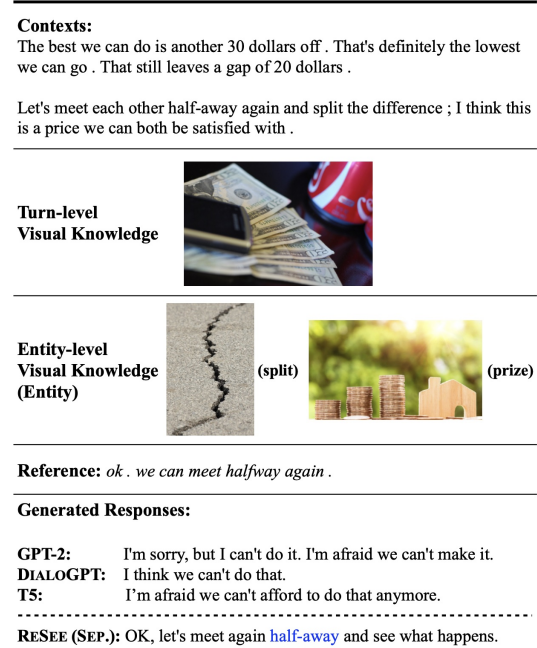 Contexts:
The best we can do is another 30 dollars off . That's definitely the lowest
we can go . That still leaves a gap of 20 dollars .
Let's meet each other half-away again and split the difference ; I think this
is a price we can both be satisfied with .
Turn-level
Visual Knowledge
Entity-level
Visual Knowledge
(Entity)
(split)
(prize)
Reference: ok . we can meet halfway again .
Generated Responses:
GPT-2: I'm sorry, but I can't do it. I'm afraid we can't make it.
DIALOGPT: I think we can't do that.
T5: I'm afraid we can't afford to do that anymore.
RESEE (SEP.): OK, let's meet again half-away and see what happens.